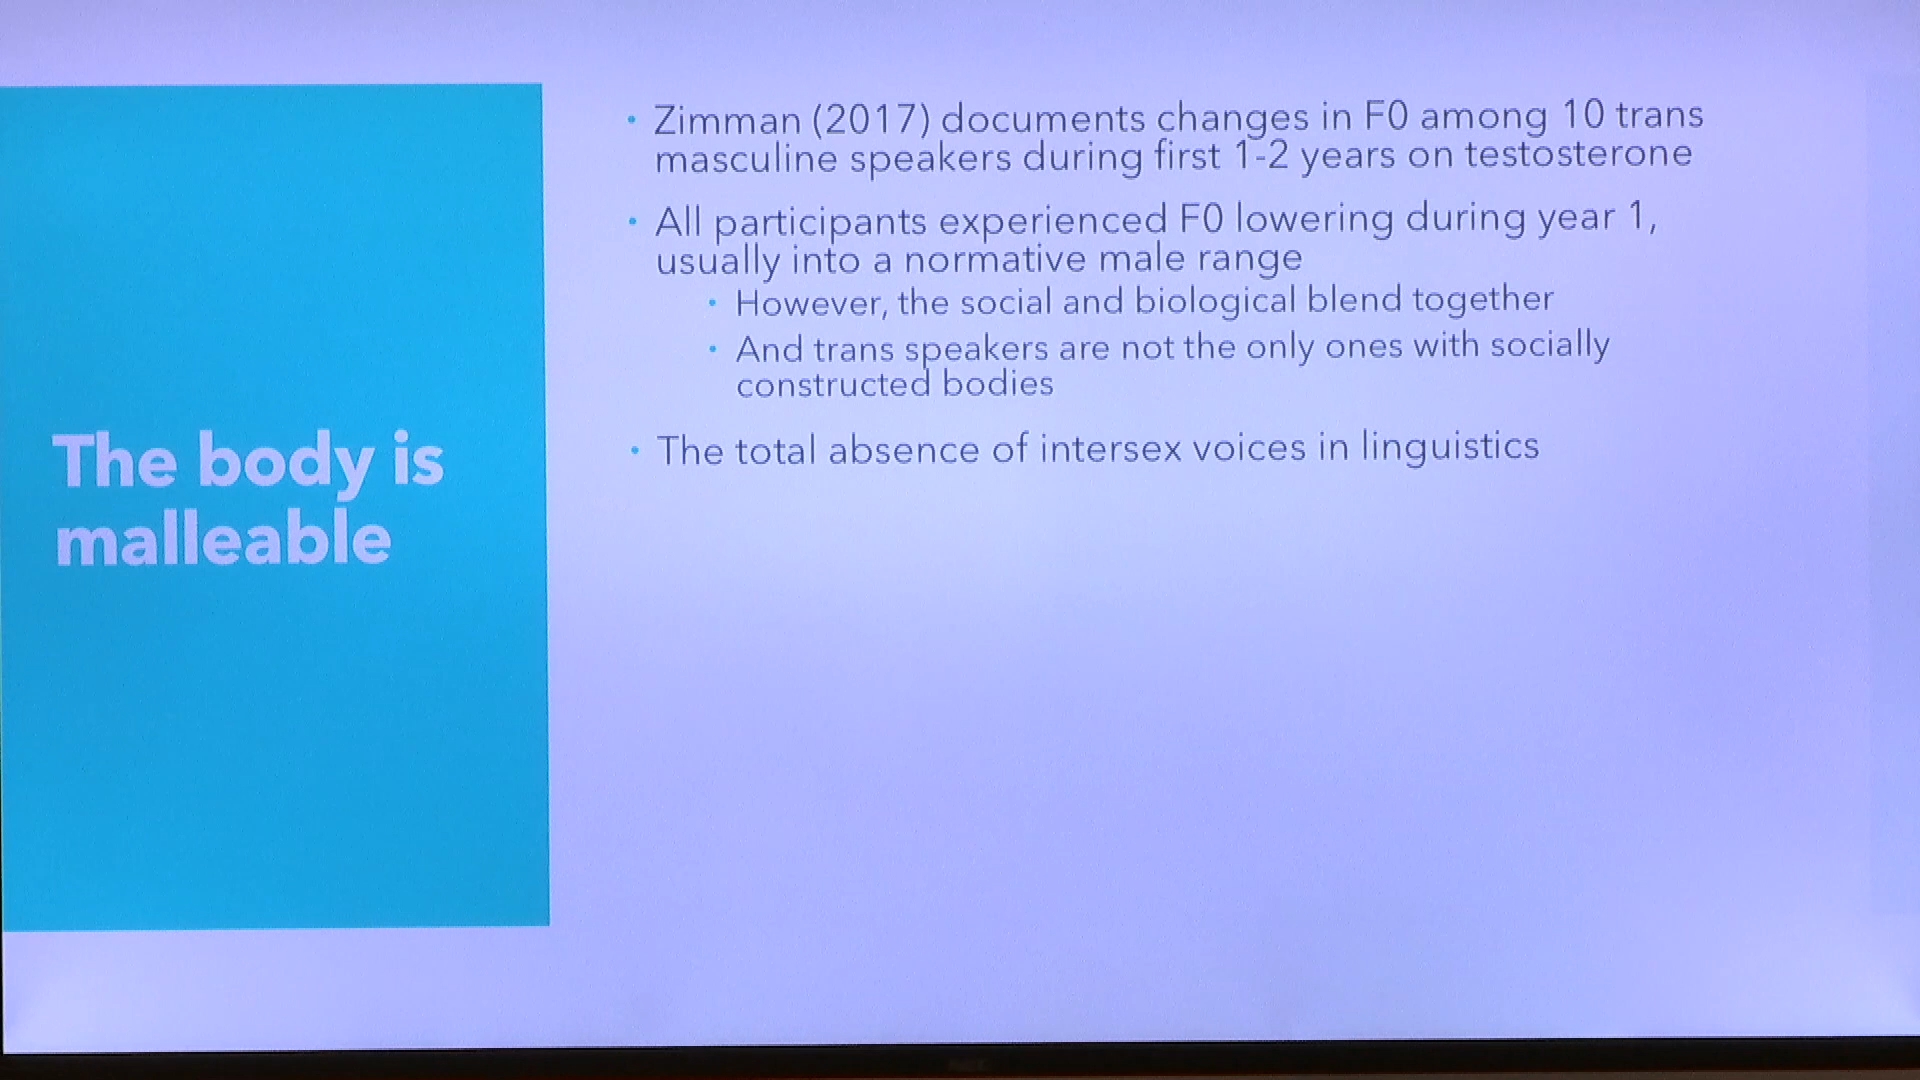 The body is
malleable
• Zimman (2017) documents changes in F0 among 10 trans
masculine speakers during first 1-2 years on testosterone
• All participants experienced F0 lowering during year 1,
usually into a normative male range
• However, the social and biological blend together
• And trans speakers are not the only ones with socially
constructed bodies
• The total absence of intersex voices in linguistics